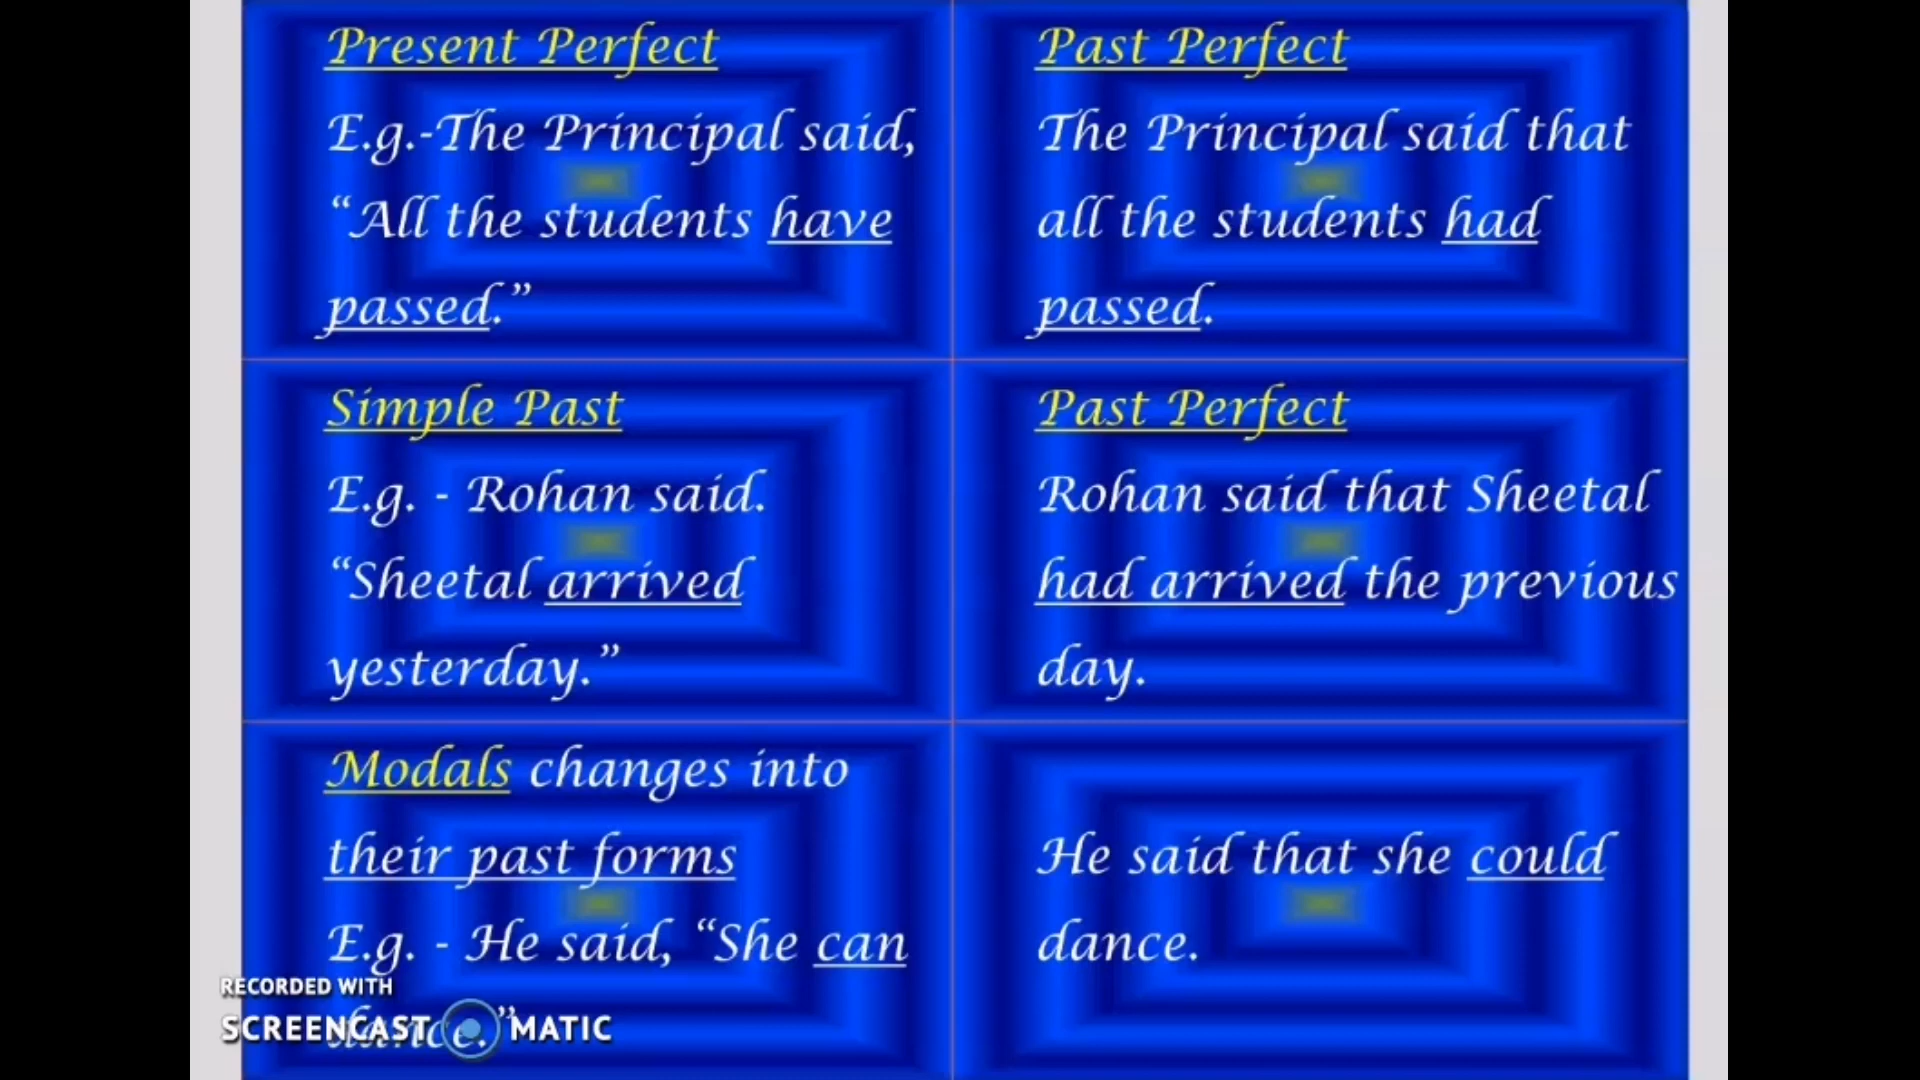 Present Perfect
E.g.-The Principal said,
“All the students have
passed.”
Past Perfect
The Principal said that
all the students had
passed.
Simple Past
E.g. - Rohan said.
“Sheetal arrived
yesterday.”
Past Perfect
Rohan said that Sheetal
had arrived the previous
day.
Modals changes into
their past forms
E.g. - He said, “She can
dance.”
He said that she could
dance.
RECORDED WITH
SCREENCAST MATIC